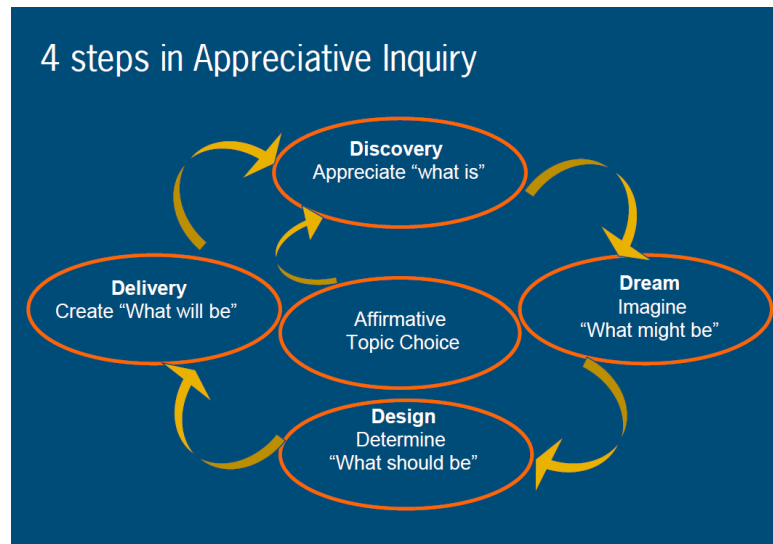 4 steps in Appreciative Inquiry
Discovery
Appreciate “what is”
Delivery
Create “What will be”
Affirmative
Topic Choice
Dream
Imagine
“What might be”
Design
Determine
“What should be”